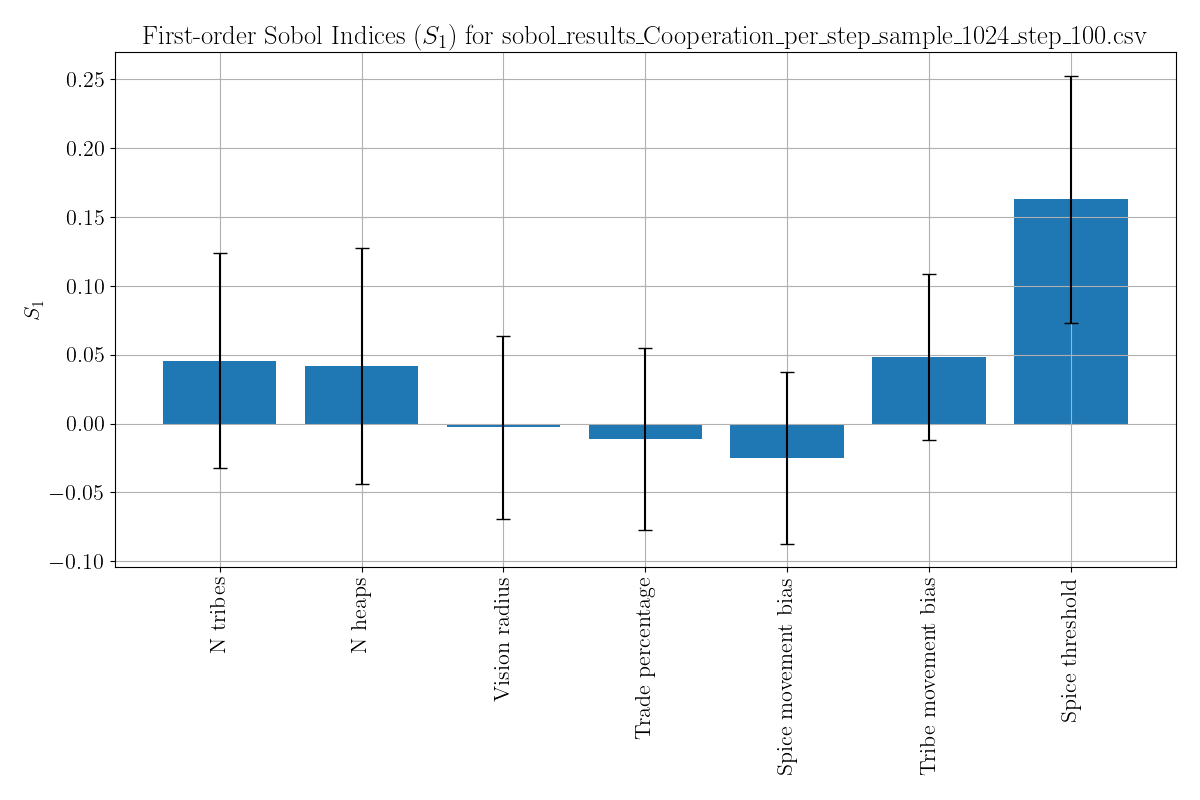 First-order Sobol Indices (S₁) for sobol_results_Cooperation_per_step_sample_1024_step_100.csv
S₁
0.25
0.20
0.15
0.10
0.05
0.00
−0.05
−0.10
N tribes
N heaps
Vision radius
Trade percentage
Spice movement bias
Tribe movement bias
Spice threshold